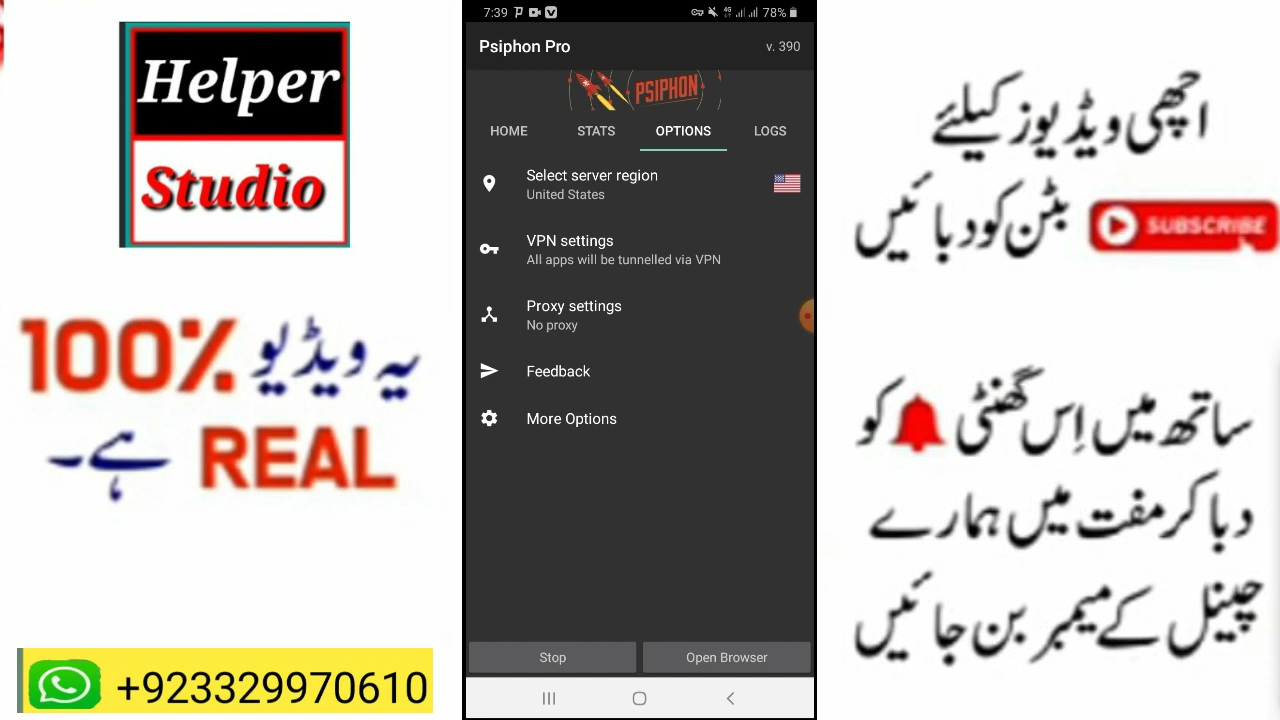 Helper
Studio
یہ ویڈیو 100%
REAL ہے۔
+923329970610
7:39
4G
78%
Psiphon Pro
v. 390
PSIPHON
HOME
STATS
OPTIONS
LOGS
Select server region
United States
VPN settings
All apps will be tunnelled via VPN
Proxy settings
No proxy
Feedback
More Options
Stop
Open Browser
اچھی ویڈیوز کیلئے
SUBSCRIBE بٹن کو دبائیں
ساتھ میں اِس گھنٹی کو
دبا کر مفت میں ہمارے
چینل کے میمبر بن جائیں